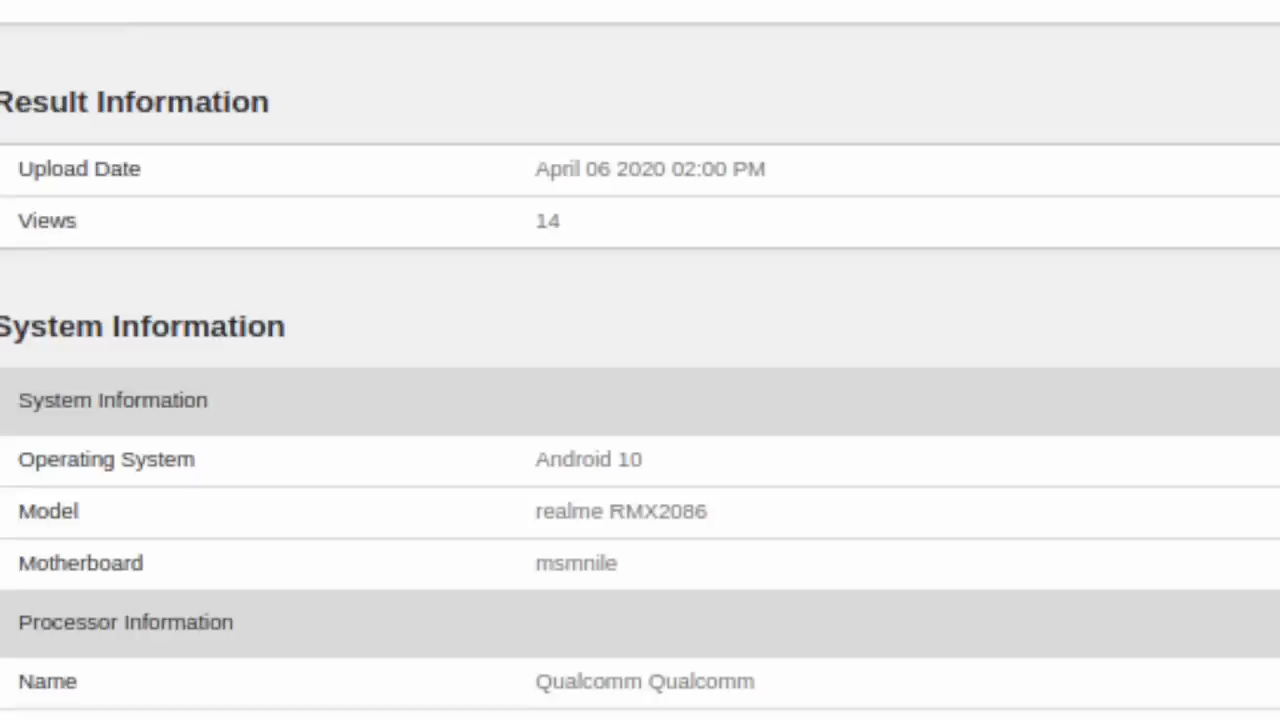 Result Information
Upload Date April 06 2020 02:00 PM
Views 14
System Information
System Information
Operating System Android 10
Model realme RMX2086
Motherboard msmnile
Processor Information
Name Qualcomm Qualcomm